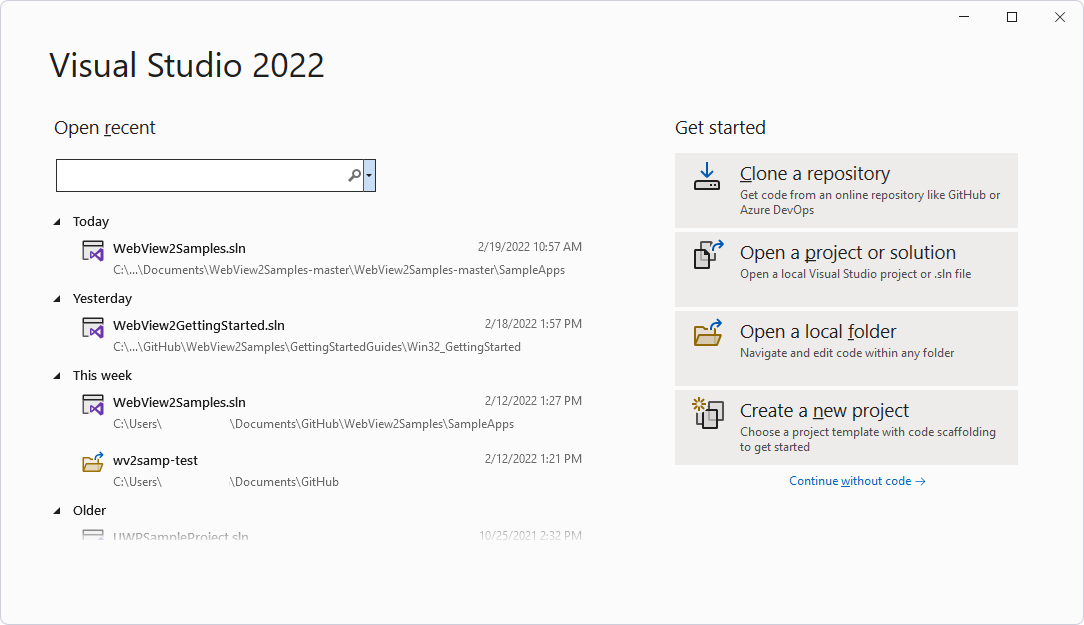 Visual Studio 2022
Open recent
Today
WebView2Samples.sln 2/19/2022 10:57 AM
C:\...\Documents\WebView2Samples-master\WebView2Samples-master\SampleApps
Yesterday
WebView2GettingStarted.sln 2/18/2022 1:57 PM
C:\...\GitHub\WebView2Samples\GettingStartedGuides\Win32_GettingStarted
This week
WebView2Samples.sln 2/12/2022 1:27 PM
C:\Users\ \Documents\GitHub\WebView2Samples\SampleApps
wv2samp-test 2/12/2022 1:21 PM
C:\Users\ \Documents\GitHub
Older
UWPSampleProject.sln 10/25/2021 2:32 PM
Get started
Clone a repository
Get code from an online repository like GitHub or
Azure DevOps
Open a project or solution
Open a local Visual Studio project or .sln file
Open a local folder
Navigate and edit code within any folder
Create a new project
Choose a project template with code scaffolding
to get started
Continue without code →